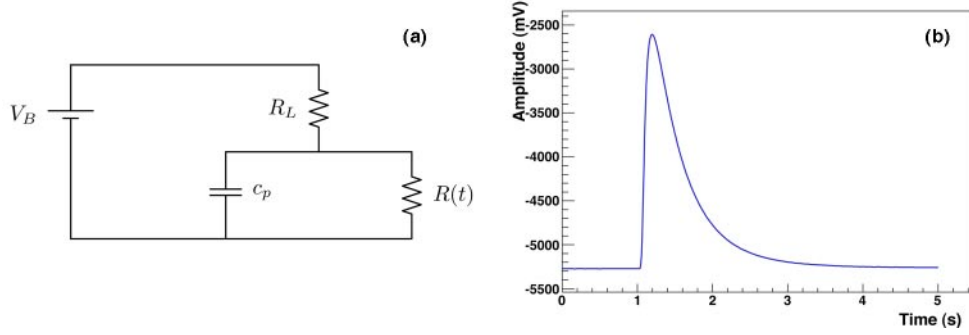 (a)
V_B
R_L
c_p
R(t)
(b)
Amplitude (mV)
-2500
-3000
-3500
-4000
-4500
-5000
-5500
0 1 2 3 4 5
Time (s)